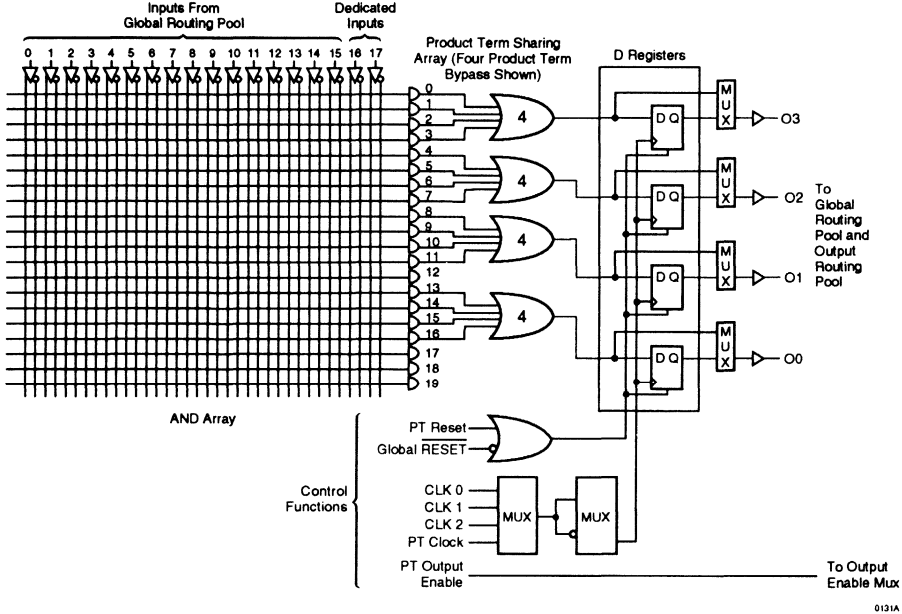 Inputs From
Global Routing Pool
Dedicated
Inputs
0 1 2 3 4 5 6 7 8 9 10 11 12 13 14 15 16 17
Product Term Sharing
Array (Four Product Term
Bypass Shown)
D Registers
0
1
2
3
4
5
6
7
8
9
10
11
12
13
14
15
16
17
18
19
4
4
4
4
D Q
MUX
O3
D Q
MUX
O2
D Q
MUX
O1
D Q
MUX
O0
To
Global
Routing
Pool and
Output
Routing
Pool
AND Array
Control
Functions
PT Reset
Global RESET
CLK 0
CLK 1
CLK 2
PT Clock
MUX
MUX
PT Output
Enable
To Output
Enable Mux
0131A